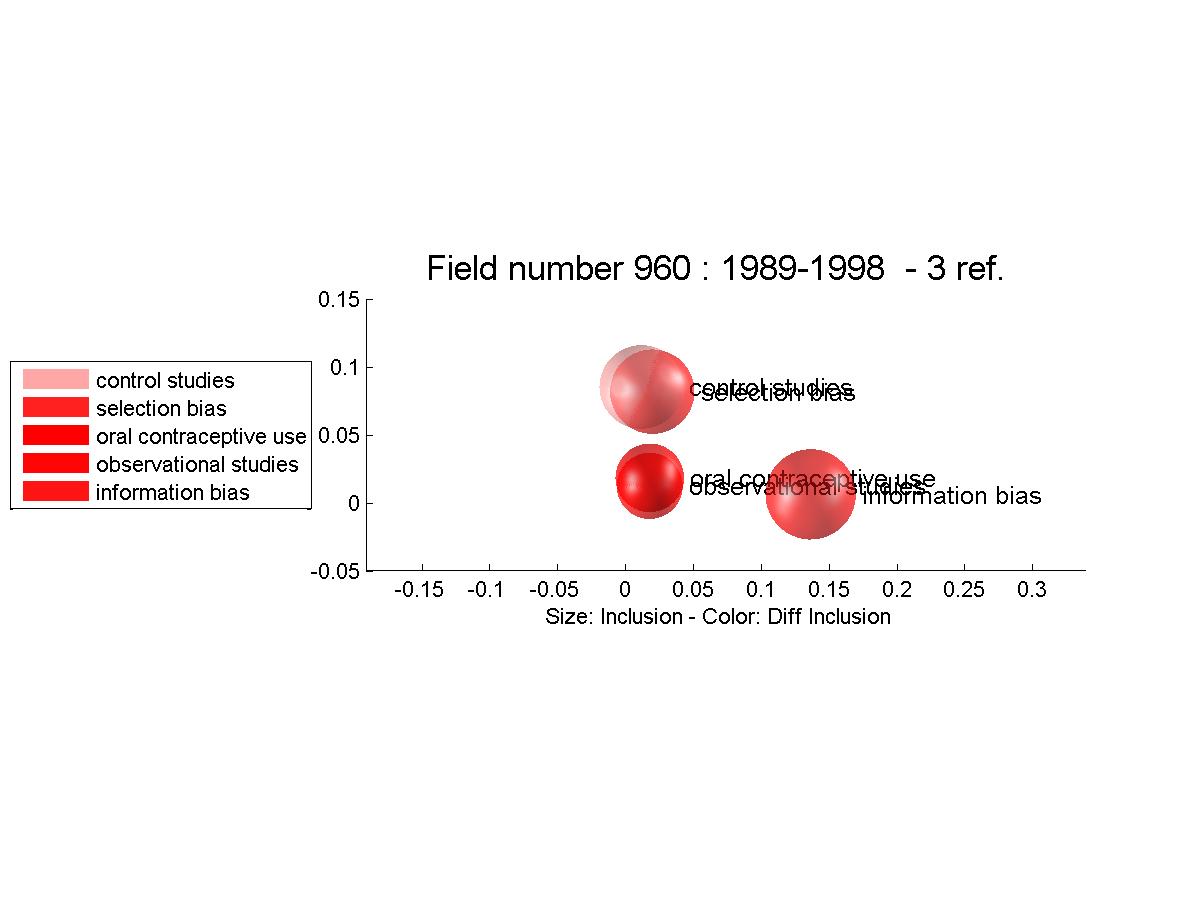 Field number 960 : 1989-1998 - 3 ref.
0.15
0.1
0.05
0
-0.05
control studies
selection bias
oral contraceptive use
observational studies
information bias
control studies
selection bias
oral contraceptive use
observational studies
information bias
-0.15 -0.1 -0.05 0 0.05 0.1 0.15 0.2 0.25 0.3
Size: Inclusion - Color: Diff Inclusion